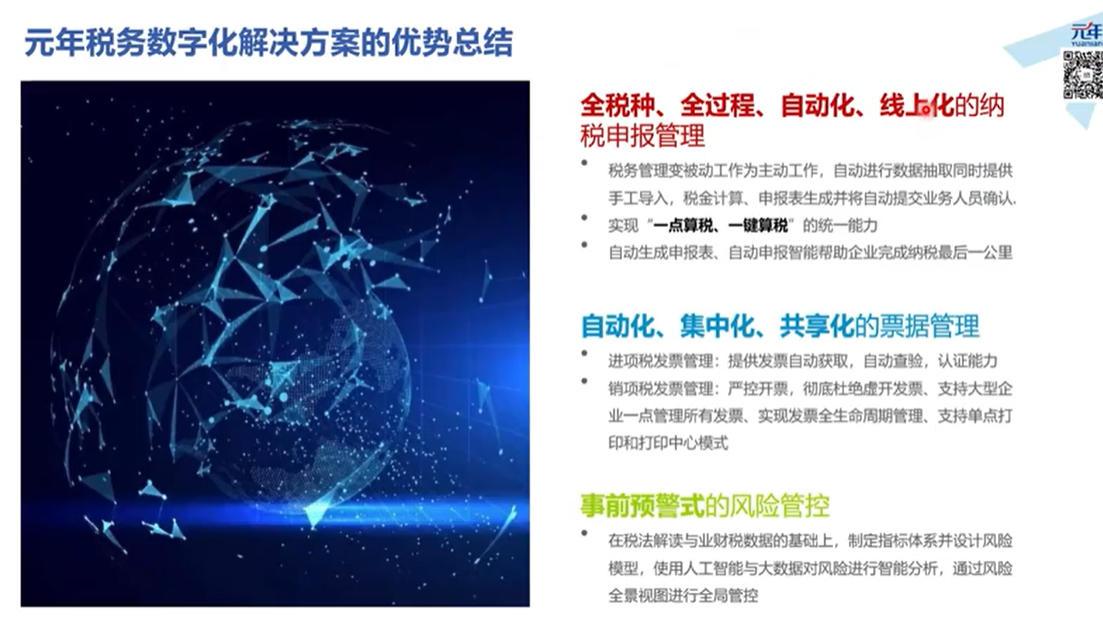 元年税务数字化解决方案的优势总结
元年
yuanian
全税种、全过程、自动化、线上化的纳
税申报管理
税务管理变被动工作为主动工作，自动进行数据抽取同时提供
手工导入，税金计算、申报表生成并将自动提交业务人员确认.
实现“一点算税、一键算税”的统一能力
自动生成申报表、自动申报智能帮助企业完成纳税最后一公里
自动化、集中化、共享化的票据管理
进项税发票管理：提供发票自动获取，自动查验，认证能力
销项税发票管理：严控开票，彻底杜绝虚开发票、支持大型企
业一点管理所有发票、实现发票全生命周期管理、支持单点打
印和打印中心模式
事前预警式的风险管控
在税法解读与业财税数据的基础上，制定指标体系并设计风险
模型，使用人工智能与大数据对风险进行智能分析，通过风险
全景视图进行全局管控